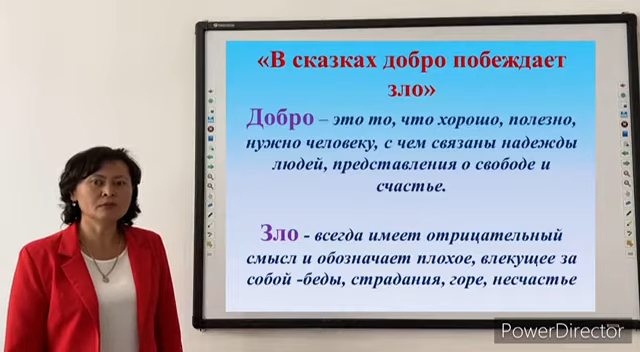 «В сказках добро побеждает
зло»
Добро – это то, что хорошо, полезно,
нужно человеку, с чем связаны надежды
людей, представления о свободе и
счастье.
Зло - всегда имеет отрицательный
смысл и обозначает плохое, влекущее за
собой -беды, страдания, горе, несчастье
PowerDirector